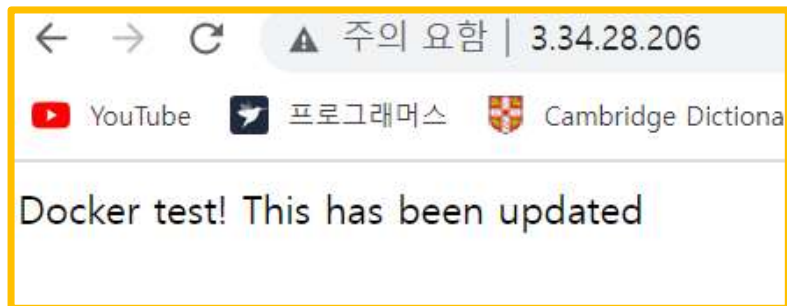 주의 요함 | 3.34.28.206
YouTube 프로그래머스 Cambridge Dictiona
Docker test! This has been updated